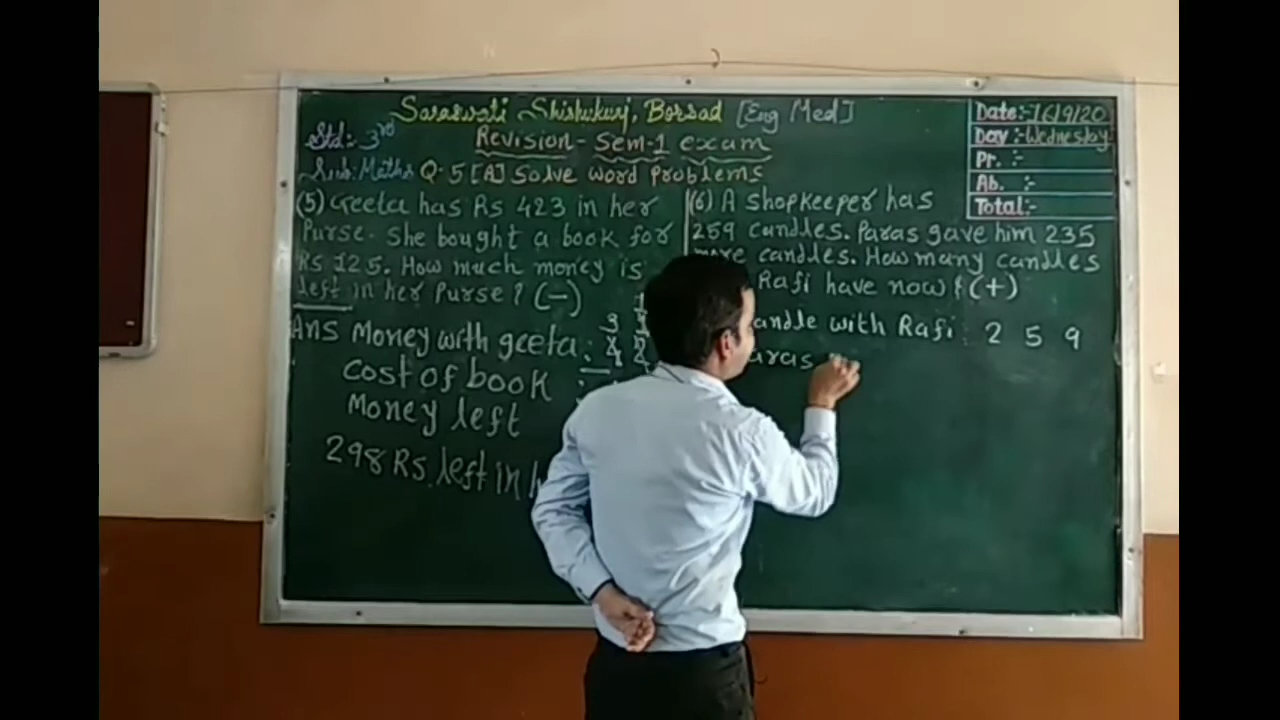 Saraswati Shishukunj, Borsad [Eng Med]
Std:- 3rd
Revision - Sem-1 exam
Sub: Maths Q.5 [A] Solve word problems
Date:- 16/9/20
Day:- Wednesday
Pr. :-
Ab. :-
Total:-
(5) Geeta has Rs 423 in her
Purse. She bought a book for
Rs 125. How much money is
left in her Purse? (-)
Ans Money with geeta :
Cost of book :
Money left
298 Rs. left in
(6) A Shopkeeper has
259 candles. Paras gave him 235
more candles. How many candles
Rafi have now? (+)
andle with Rafi : 2 5 9
aras